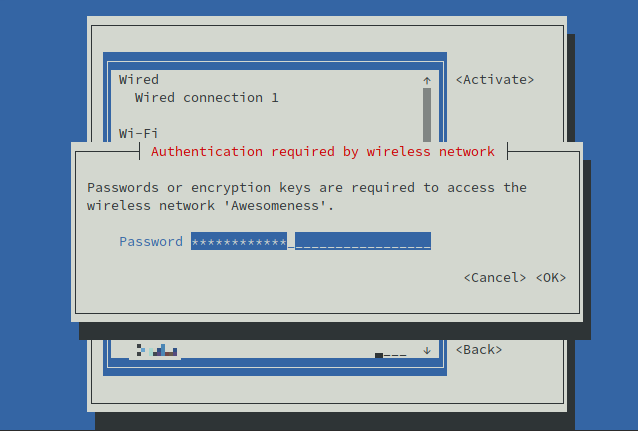 Wired
Wired connection 1
<Activate>
Wi-Fi
Authentication required by wireless network
Passwords or encryption keys are required to access the
wireless network 'Awesomeness'.
Password ************_________________
<Cancel> <OK>
<Back>